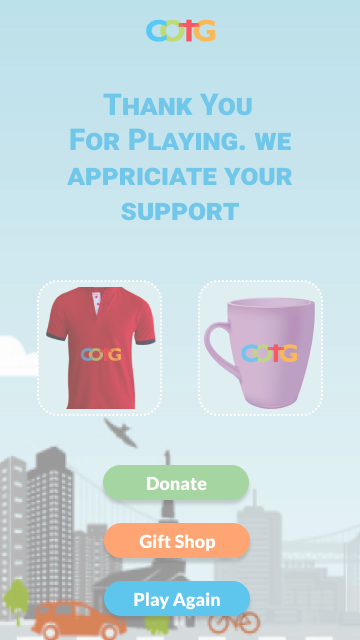 COTG
Thank You
For Playing. we
appriciate your
support
COTG
COTG
Donate
Gift Shop
Play Again